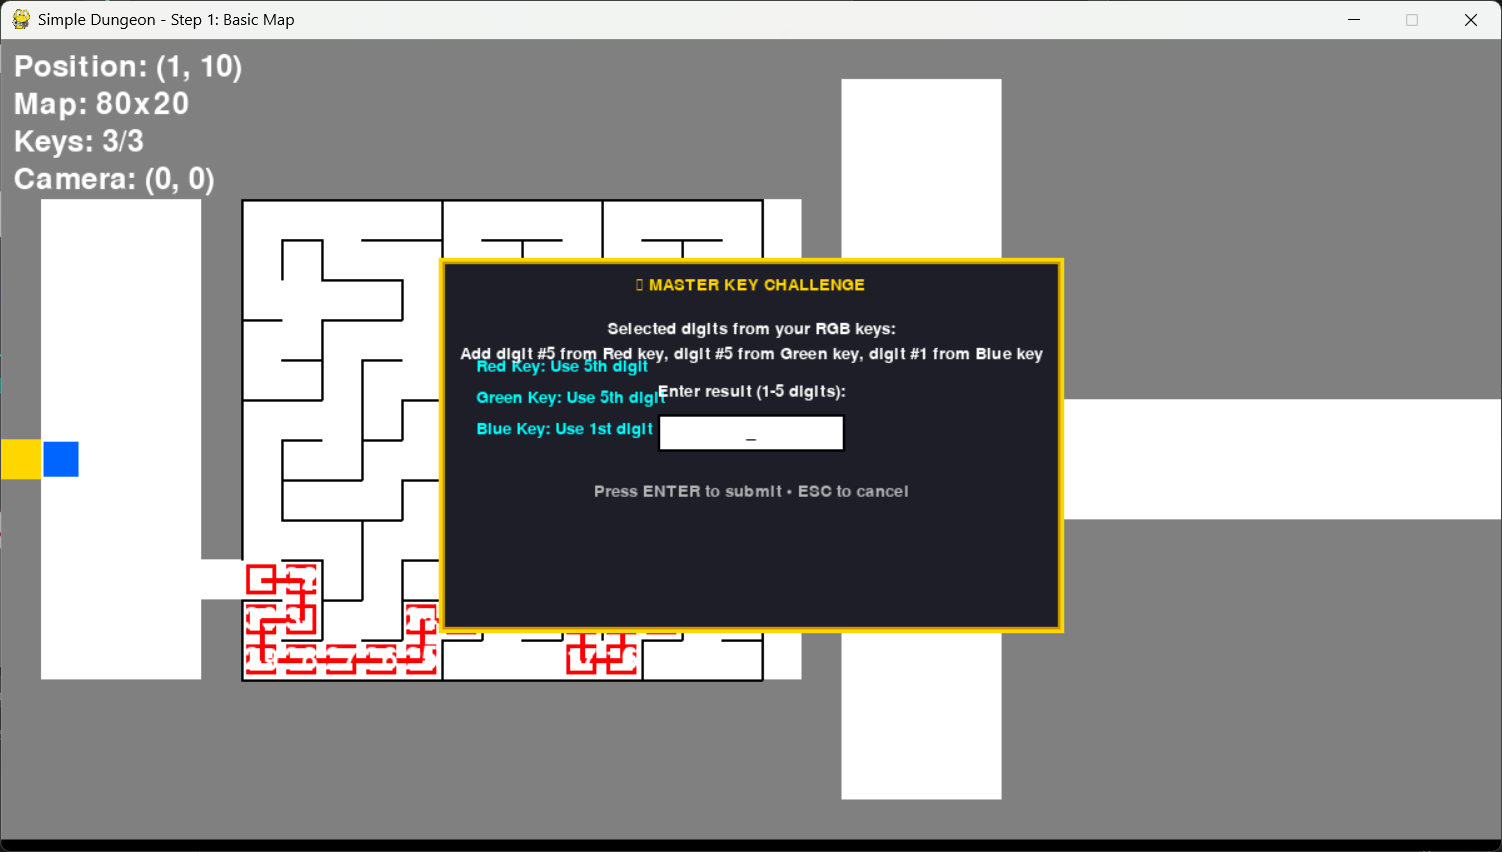 Simple Dungeon - Step 1: Basic Map
Position: (1, 10)
Map: 80x20
Keys: 3/3
Camera: (0, 0)
MASTER KEY CHALLENGE
Selected digits from your RGB keys:
Add digit #5 from Red key, digit #5 from Green key, digit #1 from Blue key
Red Key: Use 5th digit
Enter result (1-5 digits):
Green Key: Use 5th digit
Blue Key: Use 1st digit
_
Press ENTER to submit • ESC to cancel